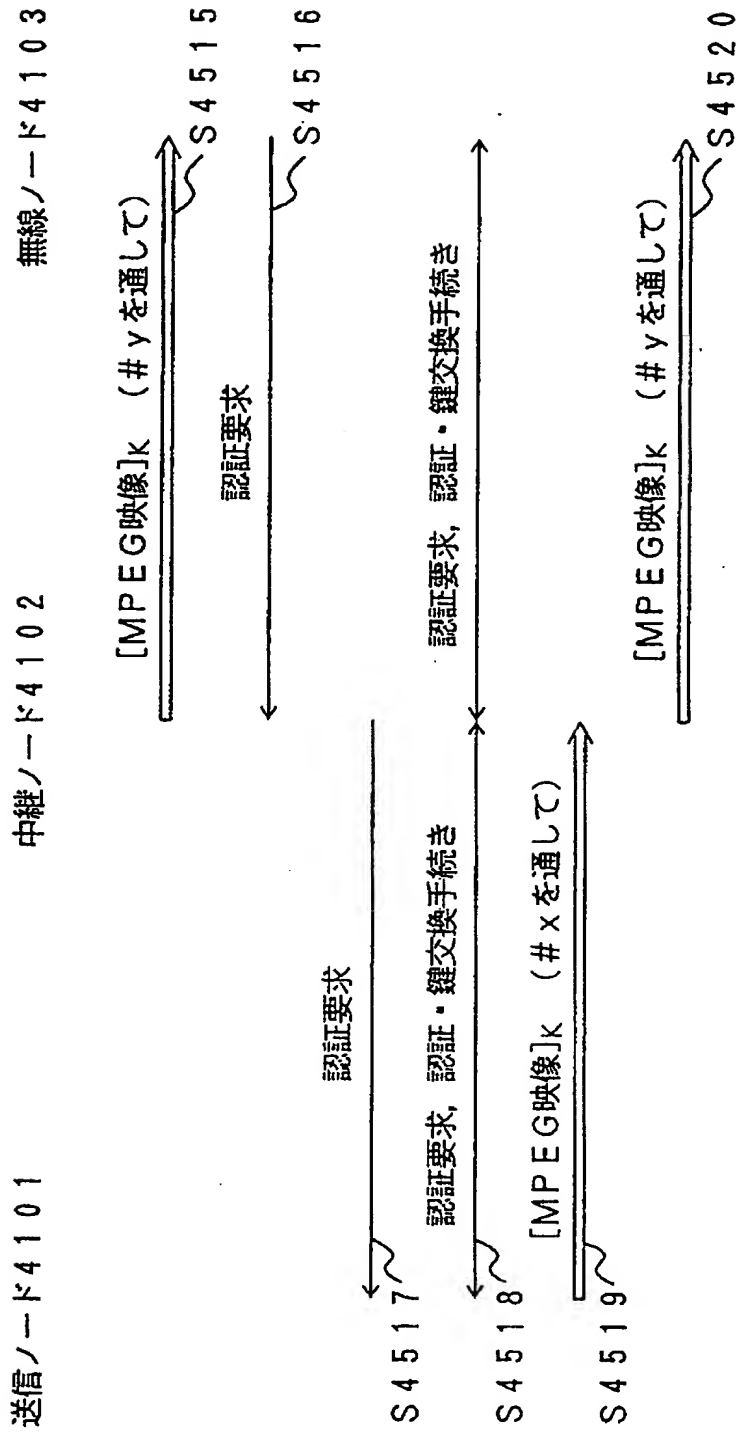 送信ノード4101
中継ノード4102
無線ノード4103
[MPEG映像]K (#yを通して)
S4515
認証要求
S4516
認証要求
S4517
認証要求, 認証・鍵交換手続き
認証要求, 認証・鍵交換手続き
S4518
[MPEG映像]K (#xを通して)
S4519
[MPEG映像]K (#yを通して)
S4520